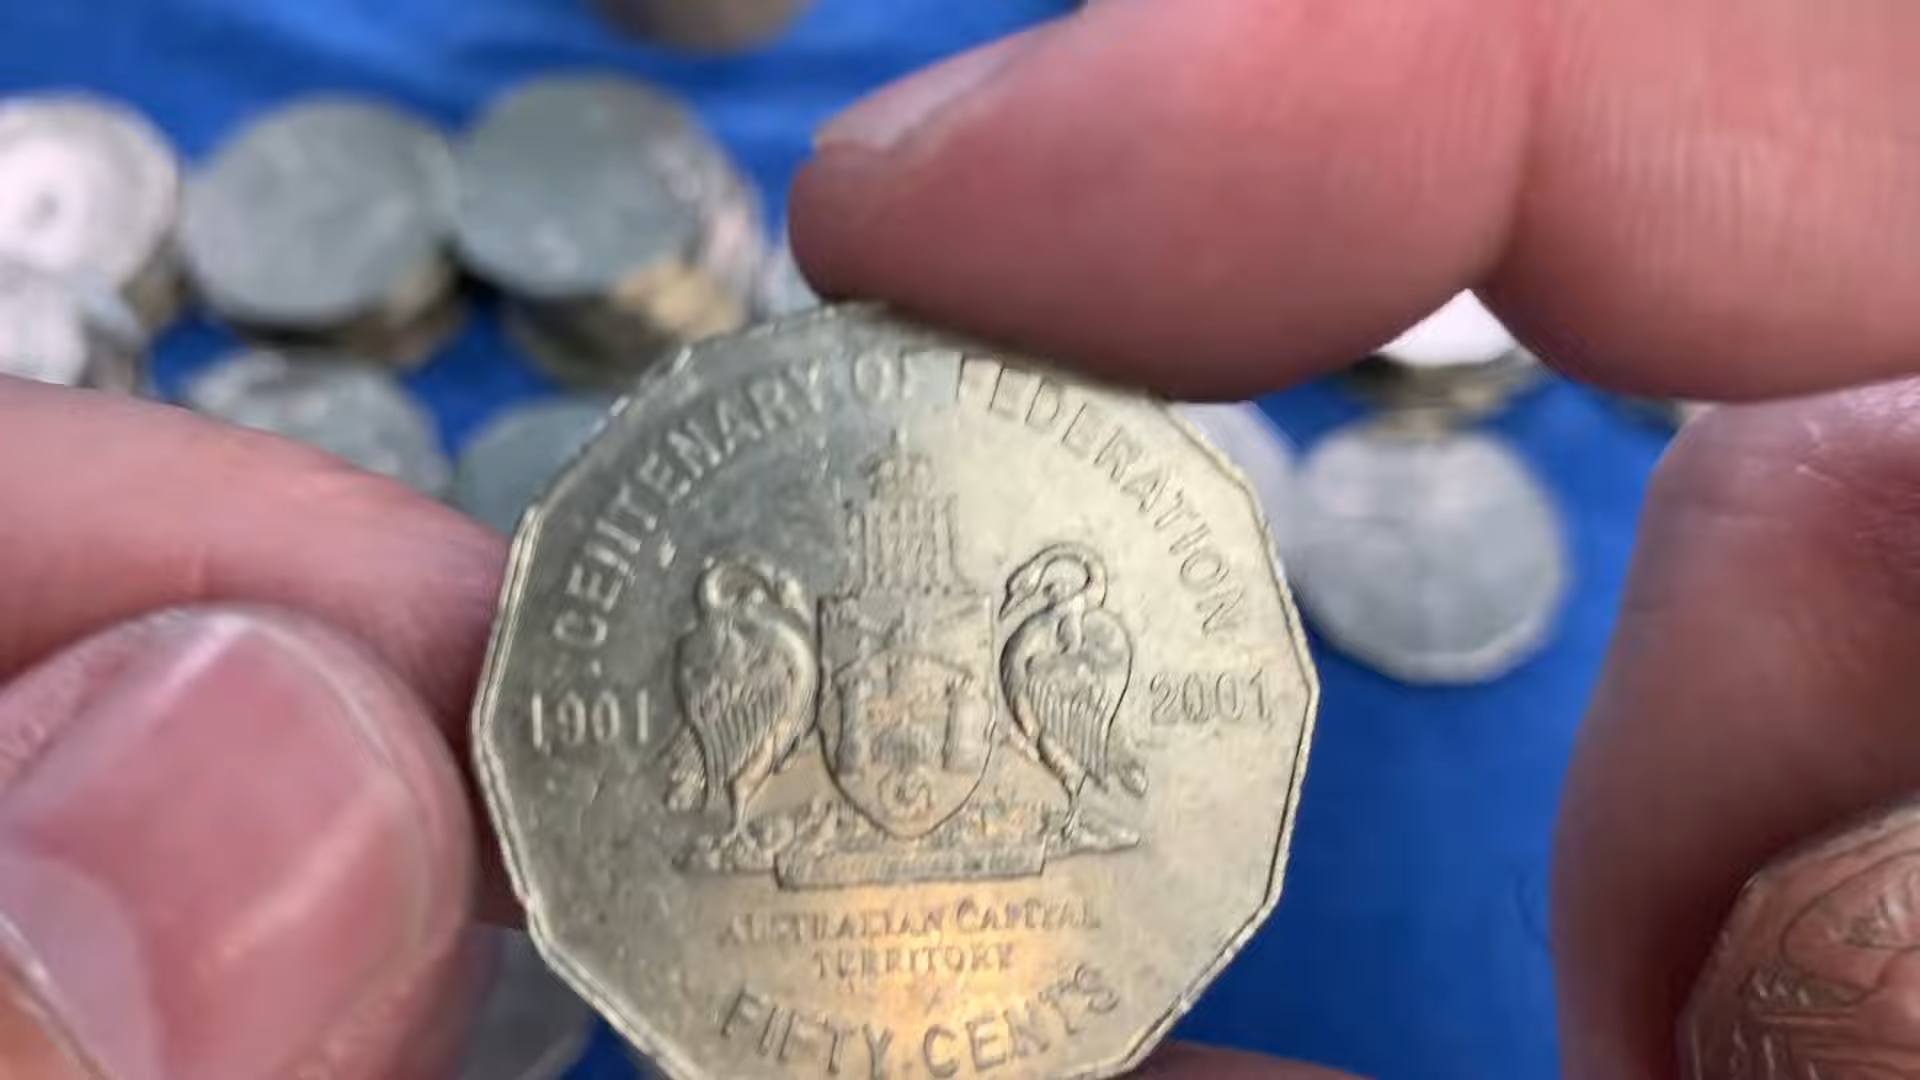 CENTENARY OF FEDERATION
1901
2001
AUSTRALIAN CAPITAL
TERRITORY
FIFTY CENTS